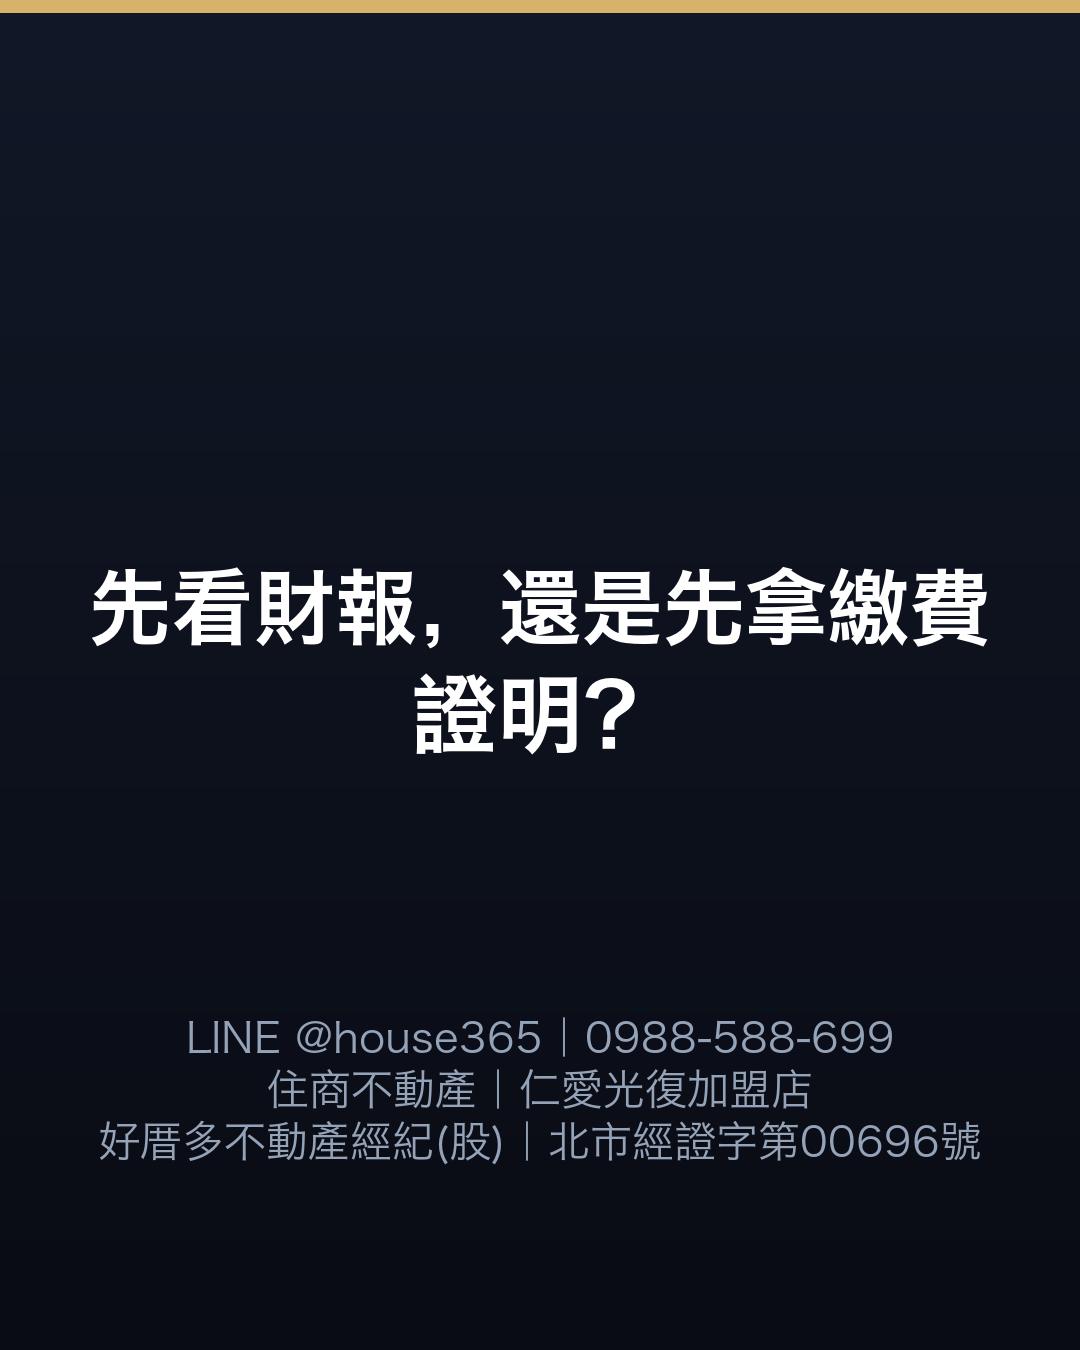 先看財報，還是先拿繳費
證明？
LINE @house365｜0988-588-699
住商不動產｜仁愛光復加盟店
好厝多不動產經紀(股)｜北市經證字第00696號